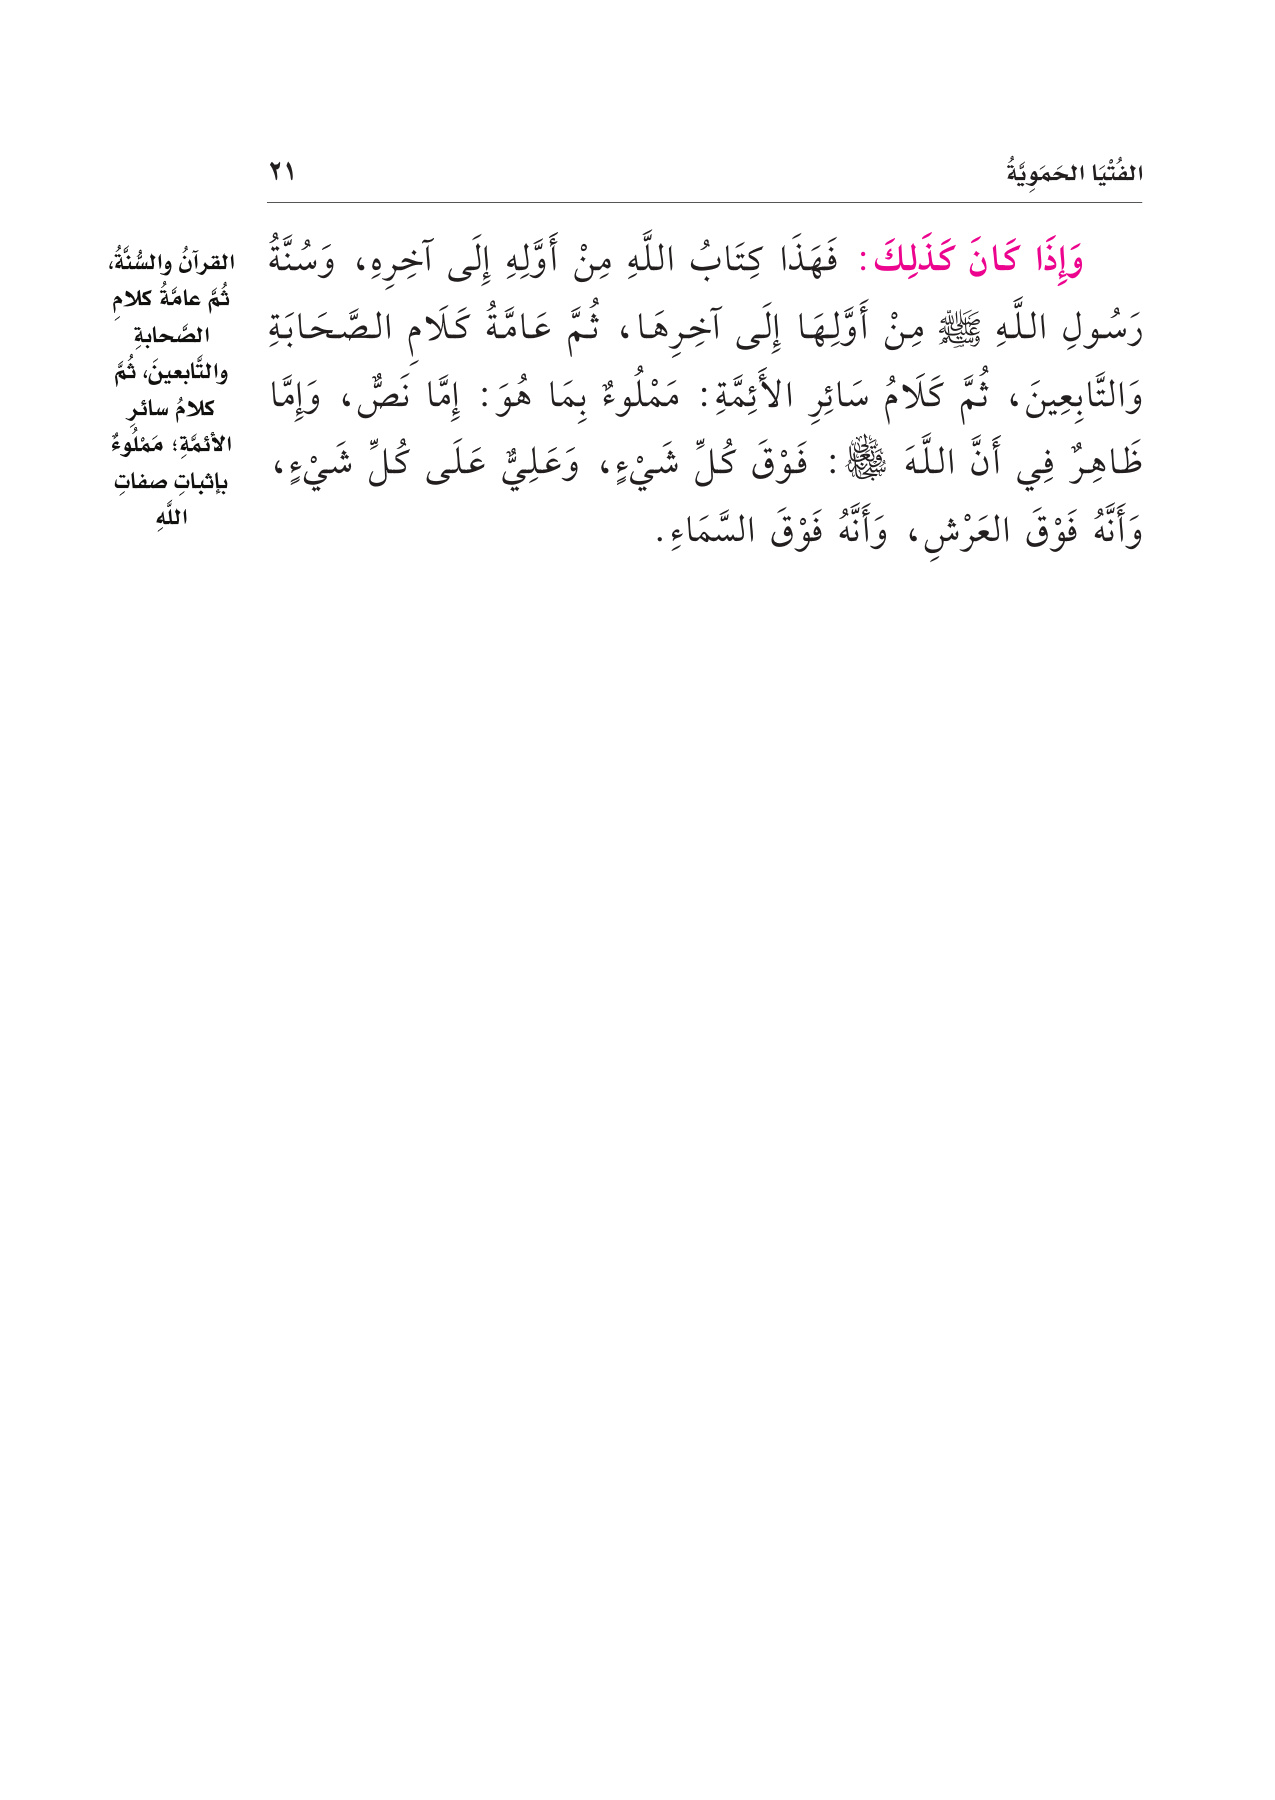 الفُتْيَا الحَمَوِيَّةُ
٢١
وَإِذَا كَانَ كَذَلِكَ: فَهَذَا كِتَابُ اللَّهِ مِنْ أَوَّلِهِ إِلَى آخِرِهِ، وَسُنَّةُ
رَسُولِ اللَّهِ ﷺ مِنْ أَوَّلِهَا إِلَى آخِرِهَا، ثُمَّ عَامَّةُ كَلَامِ الصَّحَابَةِ
وَالتَّابِعِينَ، ثُمَّ كَلَامُ سَائِرِ الأَئِمَّةِ: مَمْلُوءٌ بِمَا هُوَ: إِمَّا نَصٌّ، وَإِمَّا
ظَاهِرٌ فِي أَنَّ اللَّهَ ﷾: فَوْقَ كُلِّ شَيْءٍ، وَعَلِيٌّ عَلَى كُلِّ شَيْءٍ،
وَأَنَّهُ فَوْقَ العَرْشِ، وَأَنَّهُ فَوْقَ السَّمَاءِ.
القرآنُ والسُّنَّةُ،
ثُمَّ عامَّةُ كلامِ
الصَّحابةِ
والتَّابعينَ، ثُمَّ
كلامُ سائرِ
الأئمَّةِ؛ مَمْلُوءٌ
بإثباتِ صفاتِ
اللَّهِ